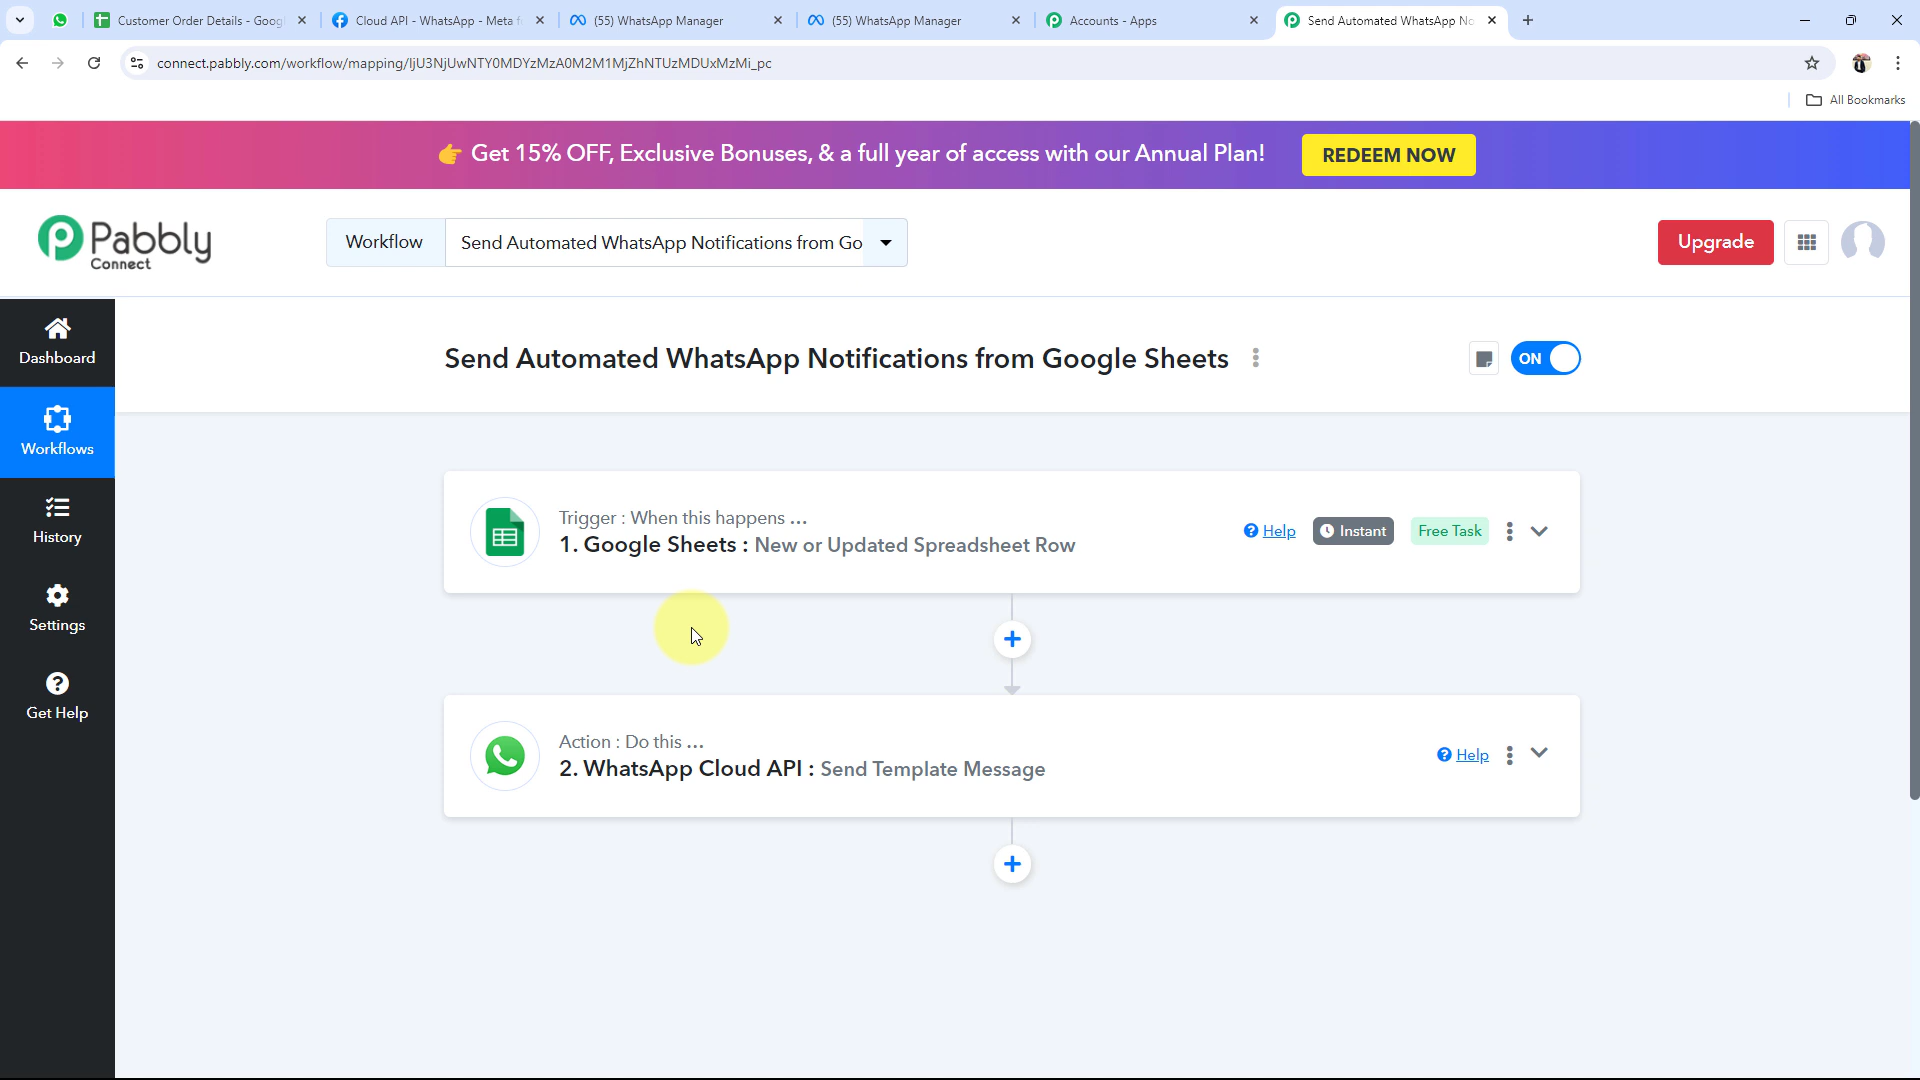 Customer Order Details - Goog
Cloud API - WhatsApp - Meta f
(55) WhatsApp Manager
(55) WhatsApp Manager
Accounts - Apps
Send Automated WhatsApp No
connect.pabbly.com/workflow/mapping/IjU3NjUwNTY0MDYzMzA0M2M1MjZhNTUzMDUxMzMi_pc
All Bookmarks
👉 Get 15% OFF, Exclusive Bonuses, & a full year of access with our Annual Plan!
REDEEM NOW
Pabbly
Connect
Workflow
Send Automated WhatsApp Notifications from Go
Upgrade
Dashboard
Workflows
History
Settings
Get Help
Send Automated WhatsApp Notifications from Google Sheets
ON
Trigger : When this happens ...
1. Google Sheets : New or Updated Spreadsheet Row
Help
Instant
Free Task
Action : Do this ...
2. WhatsApp Cloud API : Send Template Message
Help